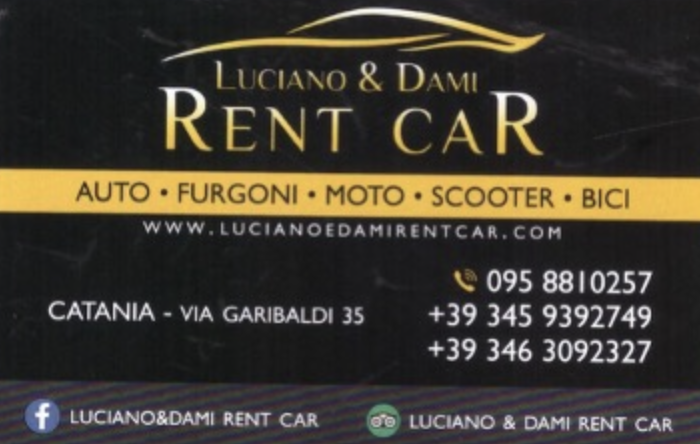 LUCIANO & DAMI
RENT CAR
AUTO • FURGONI • MOTO • SCOOTER • BICI
WWW.LUCIANOEDAMIRENTCAR.COM
095 8810257
CATANIA - VIA GARIBALDI 35
+39 345 9392749
+39 346 3092327
LUCIANO&DAMI RENT CAR
LUCIANO & DAMI RENT CAR